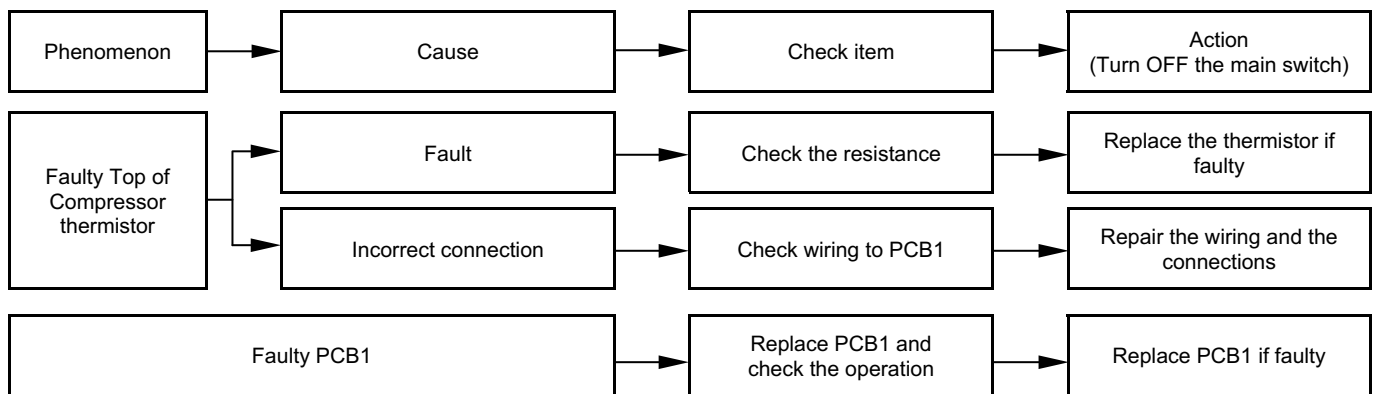 Phenomenon
Cause
Check item
Action
(Turn OFF the main switch)
Faulty Top of
Compressor
thermistor
Fault
Check the resistance
Replace the thermistor if
faulty
Incorrect connection
Check wiring to PCB1
Repair the wiring and the
connections
Faulty PCB1
Replace PCB1 and
check the operation
Replace PCB1 if faulty